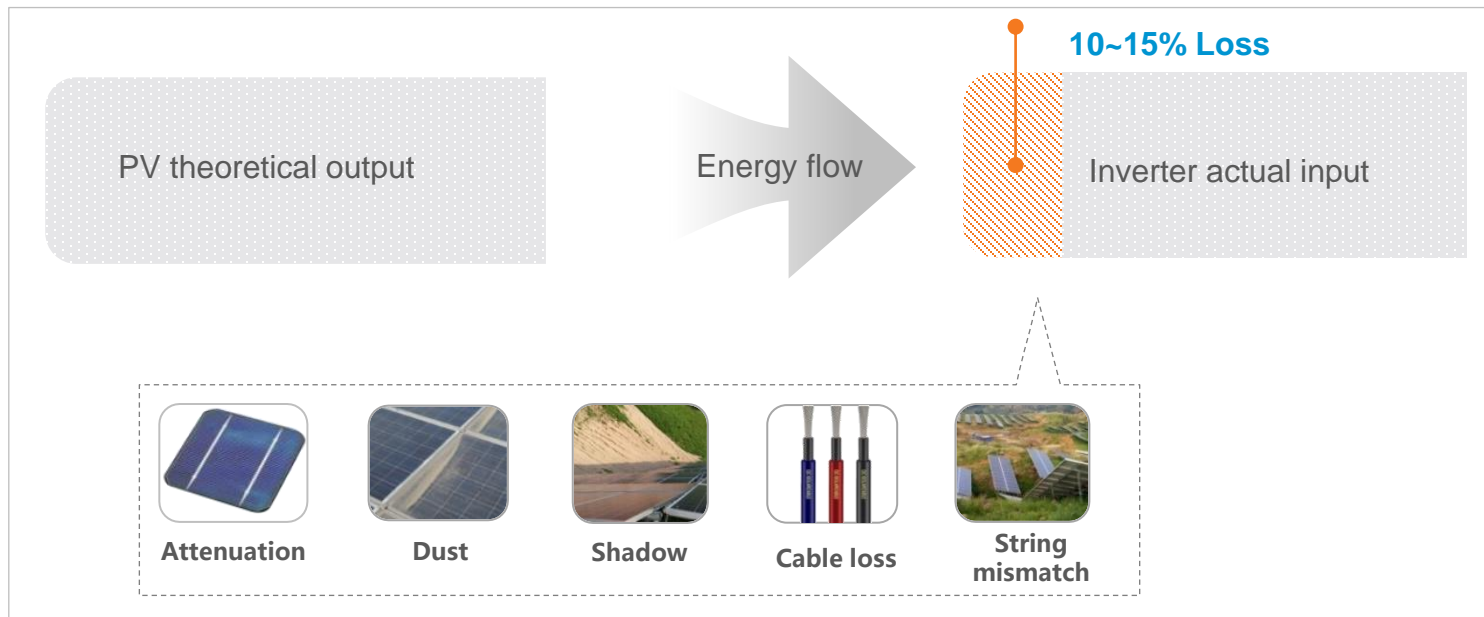 10~15% Loss
PV theoretical output
Energy flow
Inverter actual input
Attenuation
Dust
Shadow
Cable loss
String
mismatch